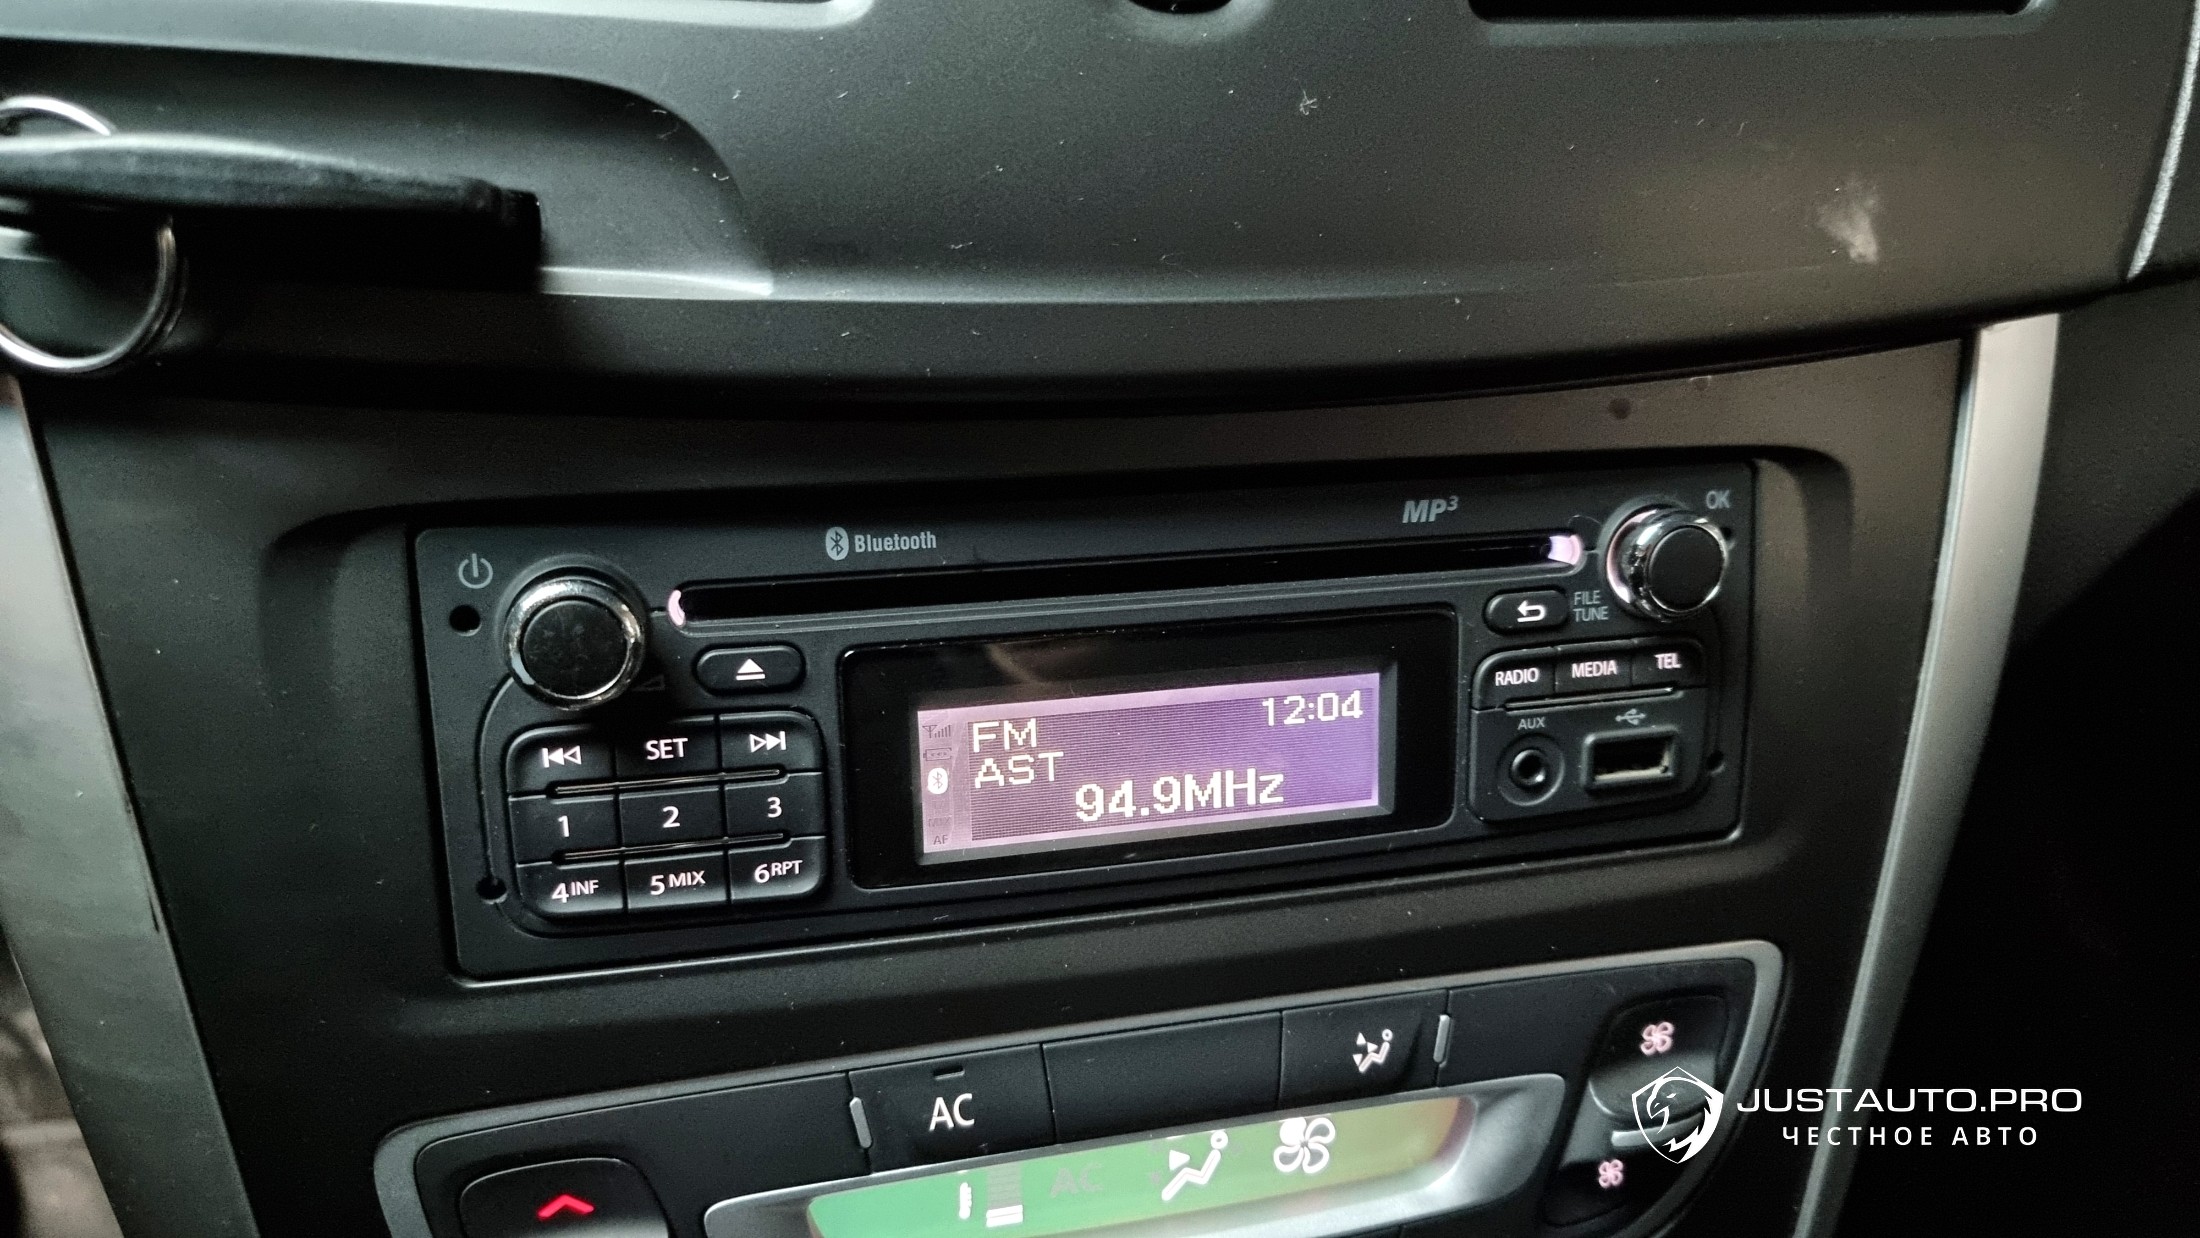 Bluetooth
MP3
OK
FILE
TUNE
RADIO MEDIA TEL
AUX
SET
1 2 3
4 INF 5 MIX 6 RPT
12:04
FM
AST
94.9MHz
AF
AC
AC
JUSTAUTO.PRO
ЧЕСТНОЕ АВТО